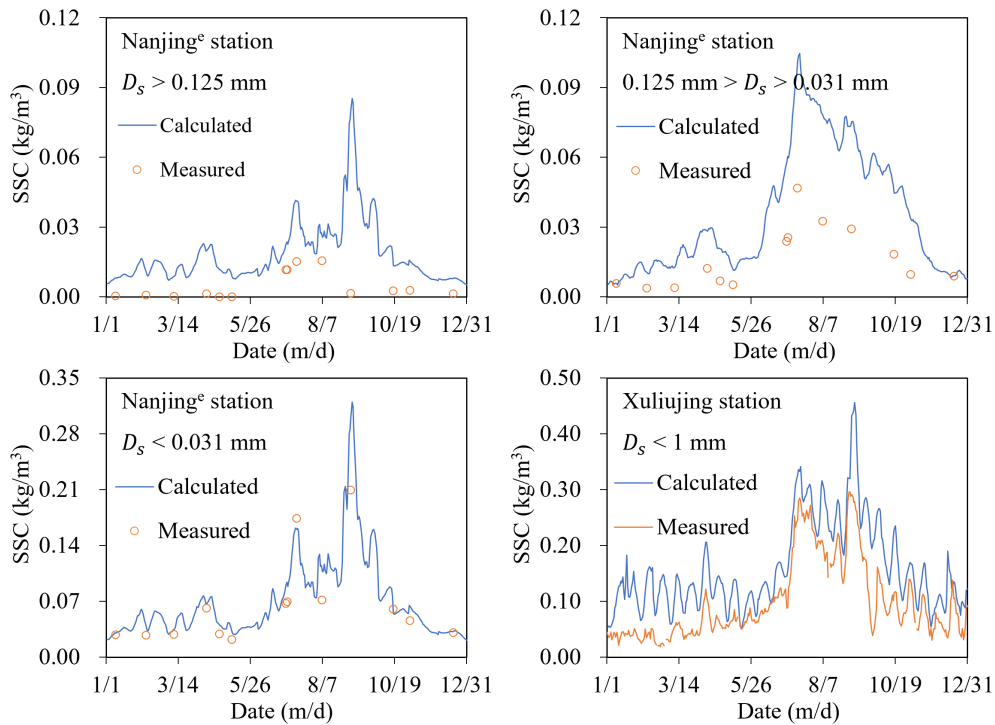 0.12
0.09
0.06
0.03
0.00
SSC (kg/m³)
Nanjingᵉ station
Dₛ > 0.125 mm
Calculated
Measured
1/1 3/14 5/26 8/7 10/19 12/31
Date (m/d)
0.12
0.09
0.06
0.03
0.00
SSC (kg/m³)
Nanjingᵉ station
0.125 mm > Dₛ > 0.031 mm
Calculated
Measured
1/1 3/14 5/26 8/7 10/19 12/31
Date (m/d)
0.35
0.28
0.21
0.14
0.07
0.00
SSC (kg/m³)
Nanjingᵉ station
Dₛ < 0.031 mm
Calculated
Measured
1/1 3/14 5/26 8/7 10/19 12/31
Date (m/d)
0.50
0.40
0.30
0.20
0.10
0.00
SSC (kg/m³)
Xuliujing station
Dₛ < 1 mm
Calculated
Measured
1/1 3/14 5/26 8/7 10/19 12/31
Date (m/d)